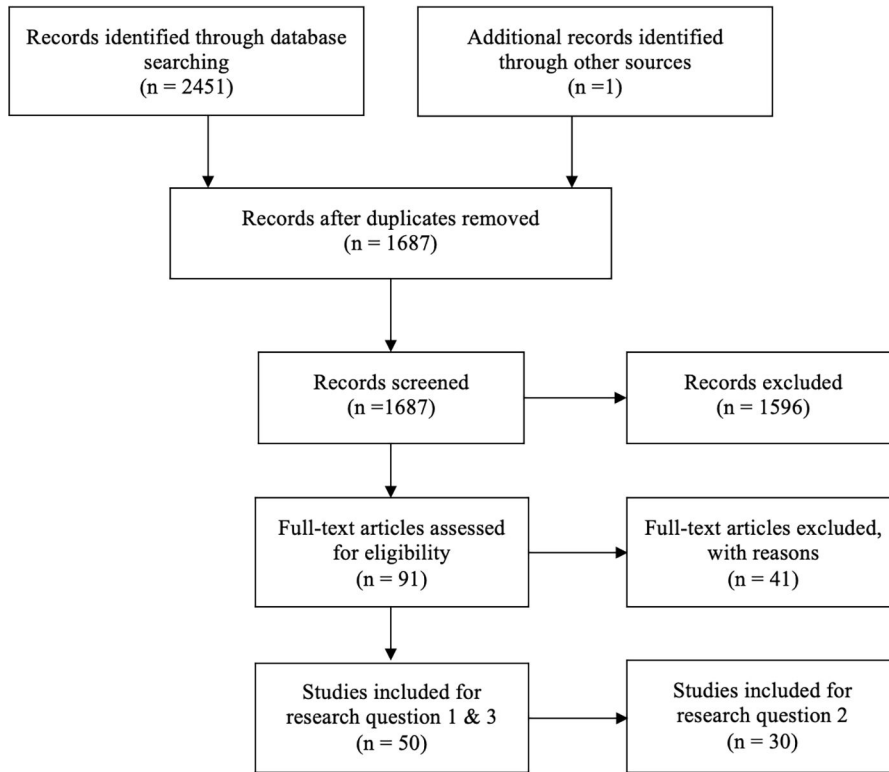 Records identified through database
searching
(n = 2451)
Additional records identified
through other sources
(n =1)
Records after duplicates removed
(n = 1687)
Records screened
(n =1687)
Records excluded
(n = 1596)
Full-text articles assessed
for eligibility
(n = 91)
Full-text articles excluded,
with reasons
(n = 41)
Studies included for
research question 1 & 3
(n = 50)
Studies included for
research question 2
(n = 30)